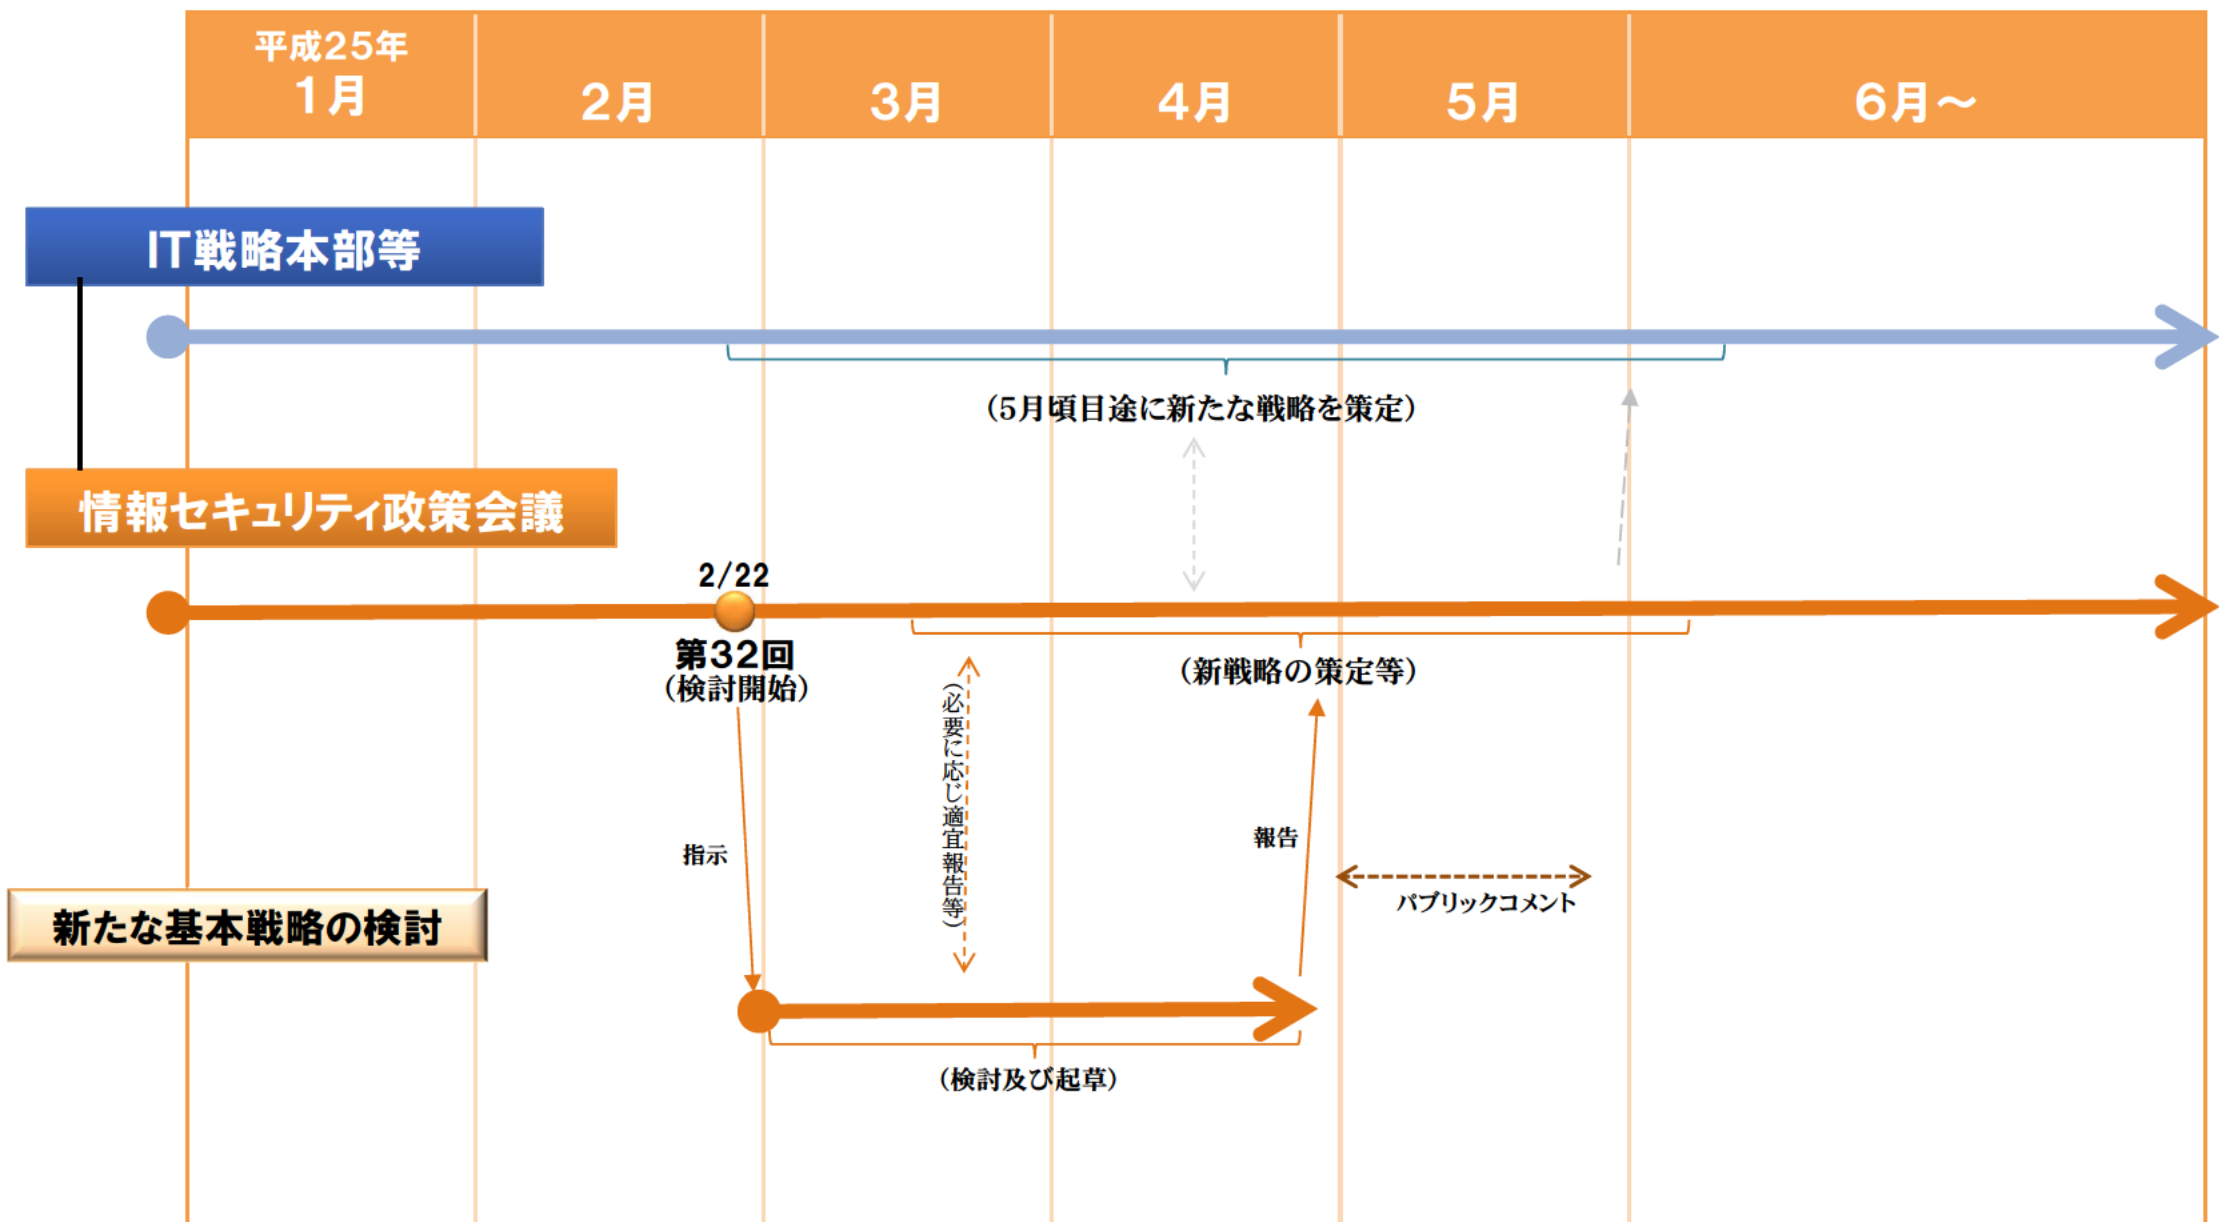 平成25年
1月
2月
3月
4月
5月
6月～
IT戦略本部等
（5月頃目途に新たな戦略を策定）
情報セキュリティ政策会議
2/22
第32回
（検討開始）
（新戦略の策定等）
（必要に応じ適宜報告等）
指示
報告
パブリックコメント
新たな基本戦略の検討
（検討及び起草）